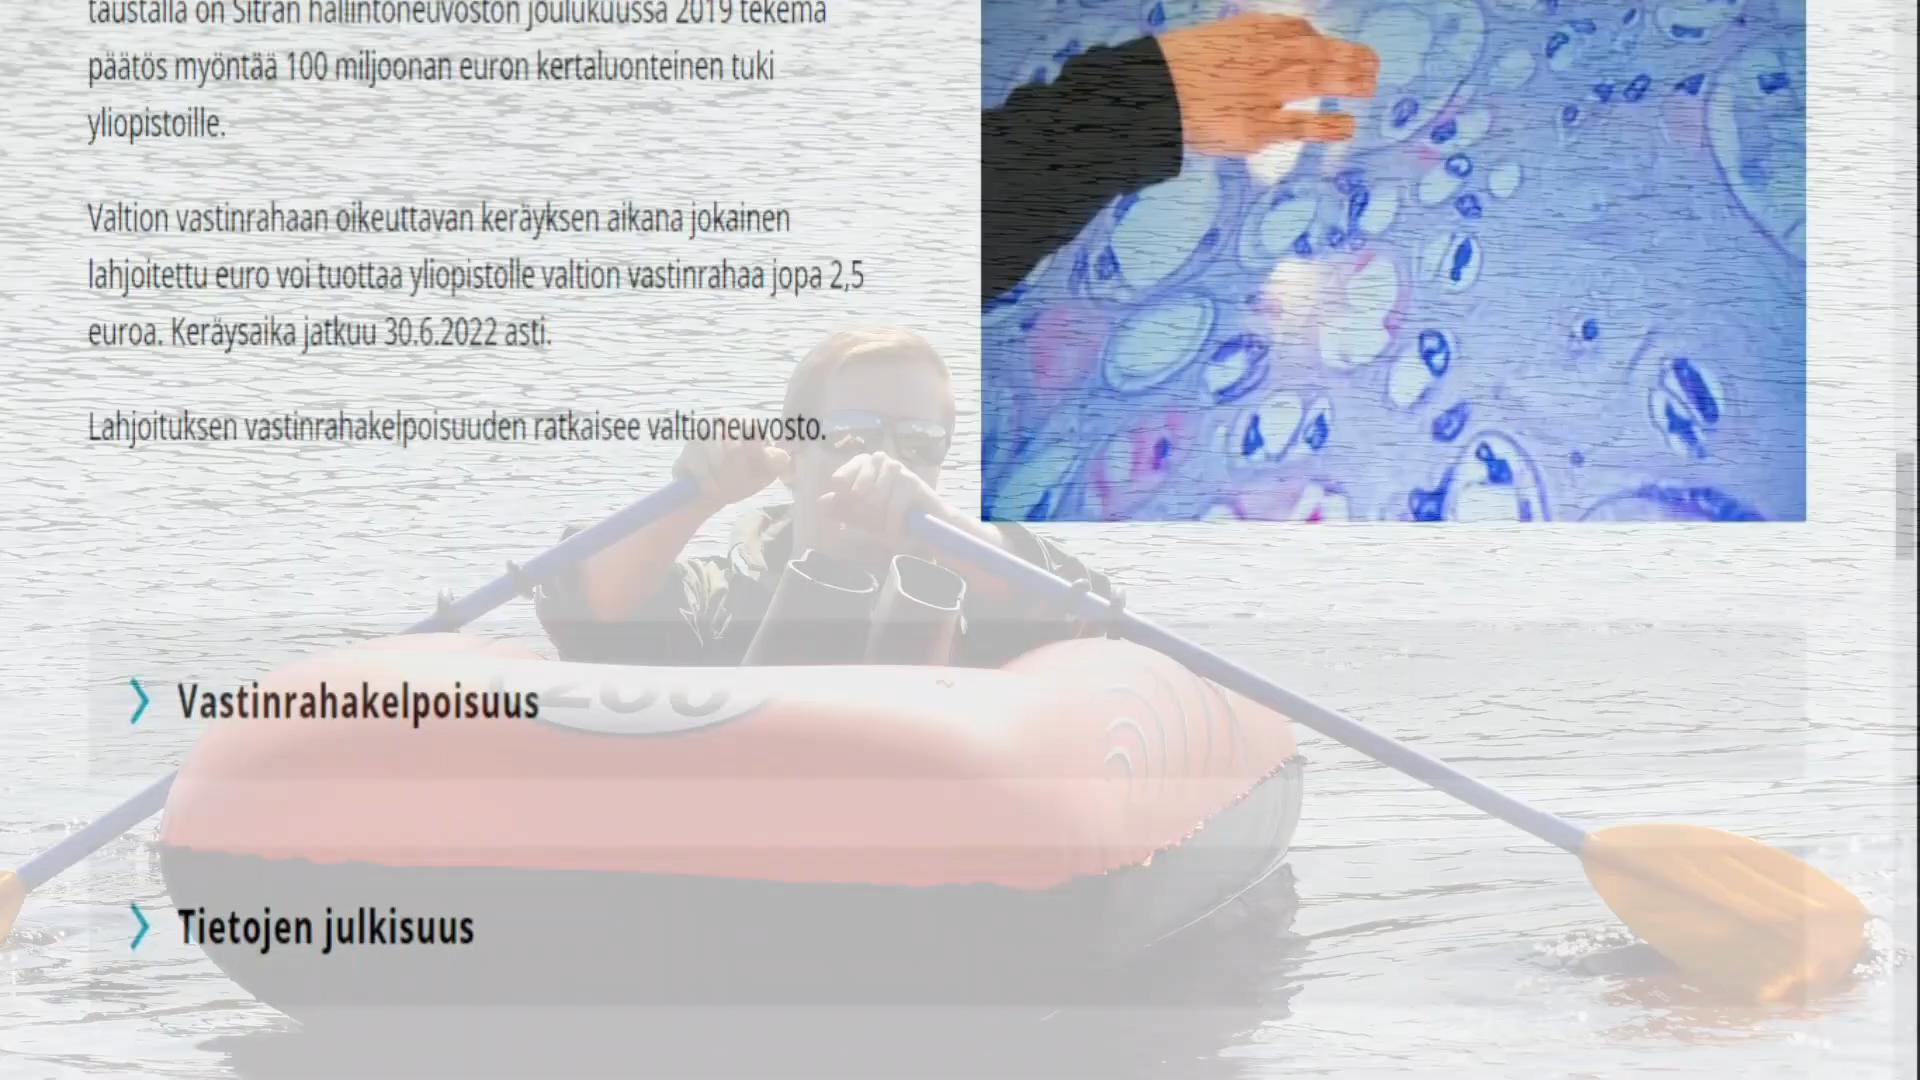 taustalla on Sitran hallintoneuvoston joulukuussa 2019 tekemä
päätös myöntää 100 miljoonan euron kertaluonteinen tuki
yliopistoille.
Valtion vastinrahaan oikeuttavan keräyksen aikana jokainen
lahjoitettu euro voi tuottaa yliopistolle valtion vastinrahaa jopa 2,5
euroa. Keräysaika jatkuu 30.6.2022 asti.
Lahjoituksen vastinrahakelpoisuuden ratkaisee valtioneuvosto.
Vastinrahakelpoisuus
Tietojen julkisuus